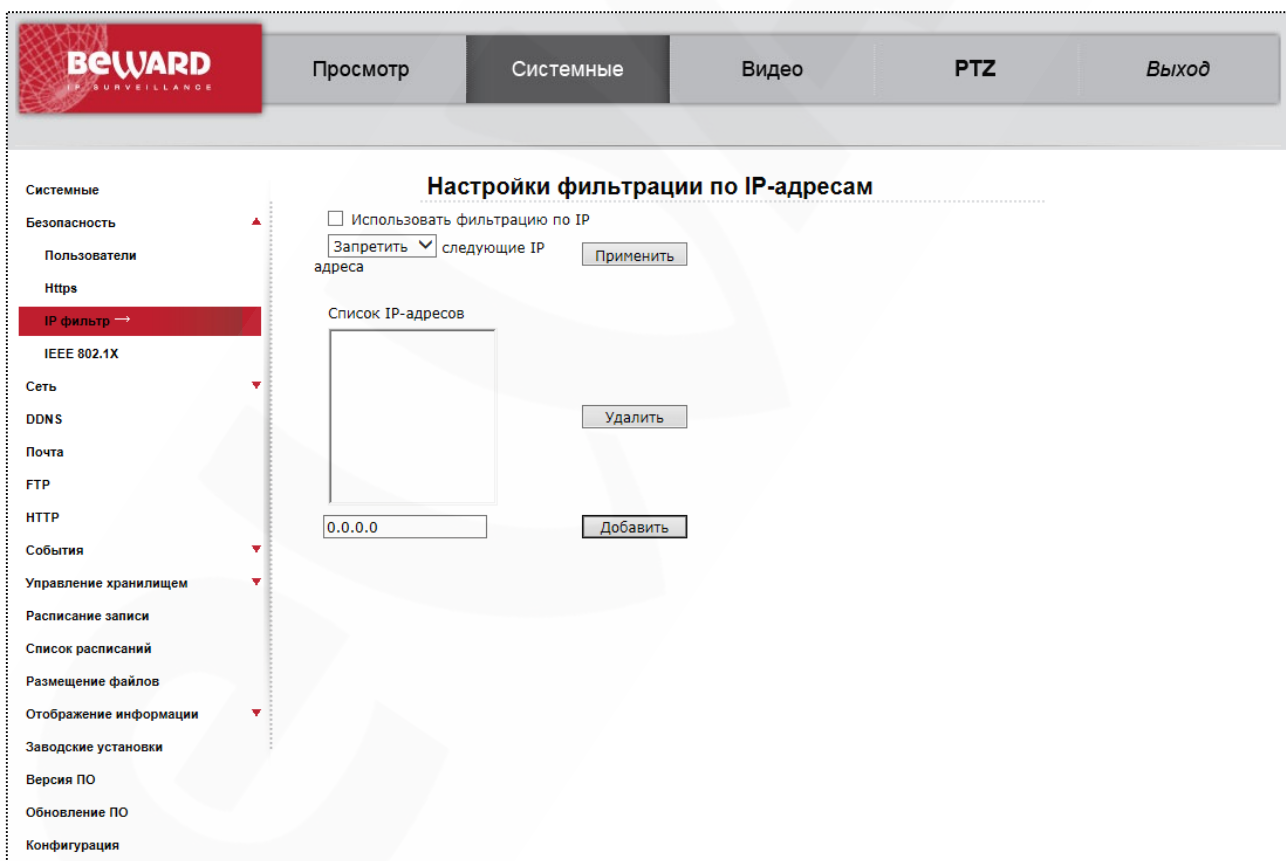 BEWARD
IP SURVEILLANCE
Просмотр Системные Видео PTZ Выход
Системные
Безопасность
Пользователи
Https
IP фильтр →
IEEE 802.1X
Сеть
DDNS
Почта
FTP
HTTP
События
Управление хранилищем
Расписание записи
Список расписаний
Размещение файлов
Отображение информации
Заводские установки
Версия ПО
Обновление ПО
Конфигурация
Настройки фильтрации по IP-адресам
Использовать фильтрацию по IP
Запретить следующие IP
адреса
Применить
Список IP-адресов
Удалить
0.0.0.0 Добавить